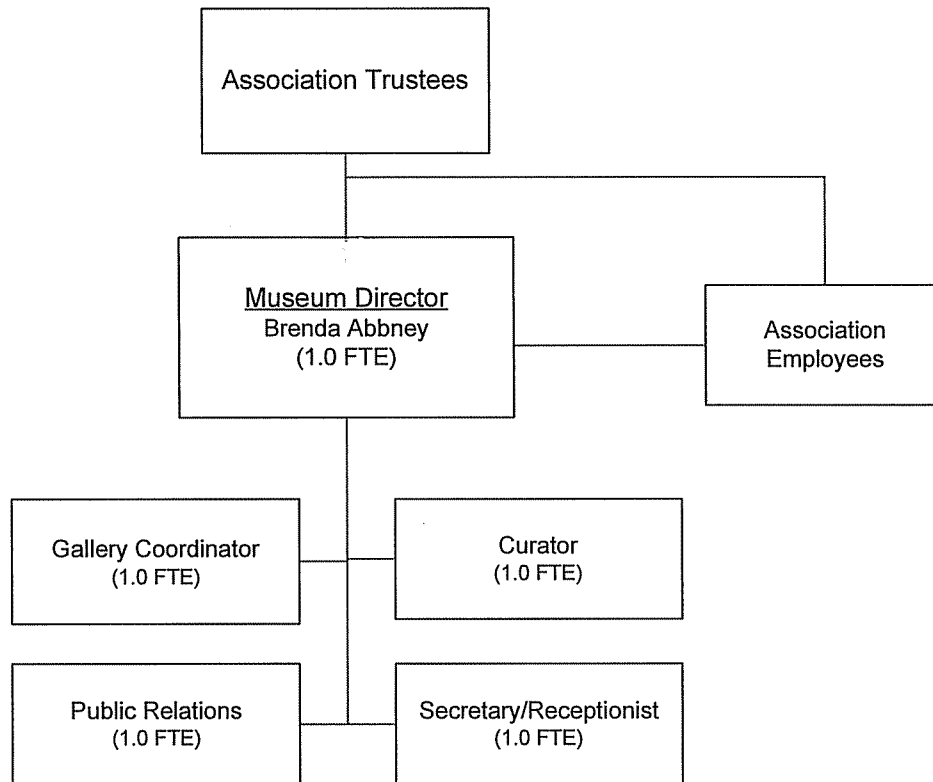 Association Trustees
Museum Director
Brenda Abbney
(1.0 FTE)
Association
Employees
Gallery Coordinator
(1.0 FTE)
Curator
(1.0 FTE)
Public Relations
(1.0 FTE)
Secretary/Receptionist
(1.0 FTE)